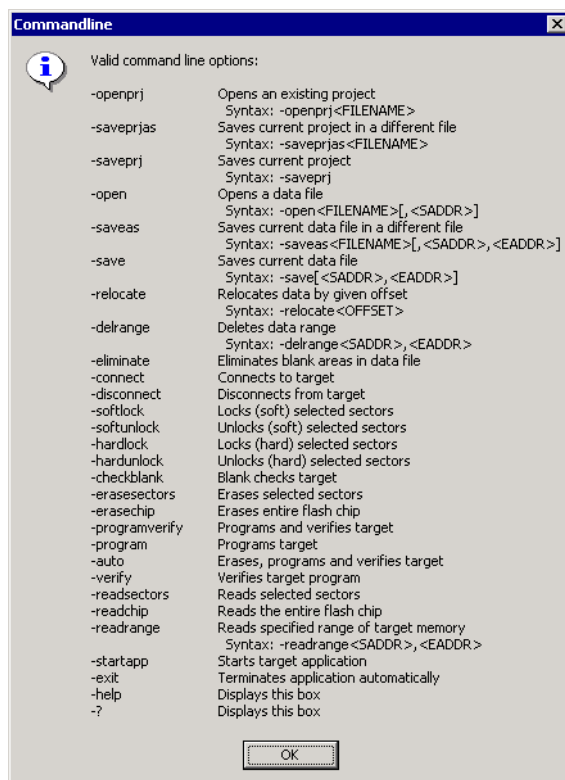 Commandline
Valid command line options:
-openprj Opens an existing project
Syntax: -openprj<FILENAME>
-saveprjas Saves current project in a different file
Syntax: -saveprjas<FILENAME>
-saveprj Saves current project
Syntax: -saveprj
-open Opens a data file
Syntax: -open<FILENAME>[,<SADDR>]
-saveas Saves current data file in a different file
Syntax: -saveas<FILENAME>[,<SADDR>,<EADDR>]
-save Saves current data file
Syntax: -save[<SADDR>,<EADDR>]
-relocate Relocates data by given offset
Syntax: -relocate<OFFSET>
-delrange Deletes data range
Syntax: -delrange<SADDR>,<EADDR>
-eliminate Eliminates blank areas in data file
-connect Connects to target
-disconnect Disconnects from target
-softlock Locks (soft) selected sectors
-softunlock Unlocks (soft) selected sectors
-hardlock Locks (hard) selected sectors
-hardunlock Unlocks (hard) selected sectors
-checkblank Blank checks target
-erasesectors Erases selected sectors
-erasechip Erases entire flash chip
-programverify Programs and verifies target
-program Programs target
-auto Erases, programs and verifies target
-verify Verifies target program
-readsectors Reads selected sectors
-readchip Reads the entire flash chip
-readrange Reads specified range of target memory
Syntax: -readrange<SADDR>,<EADDR>
-startapp Starts target application
-exit Terminates application automatically
-help Displays this box
-? Displays this box
OK